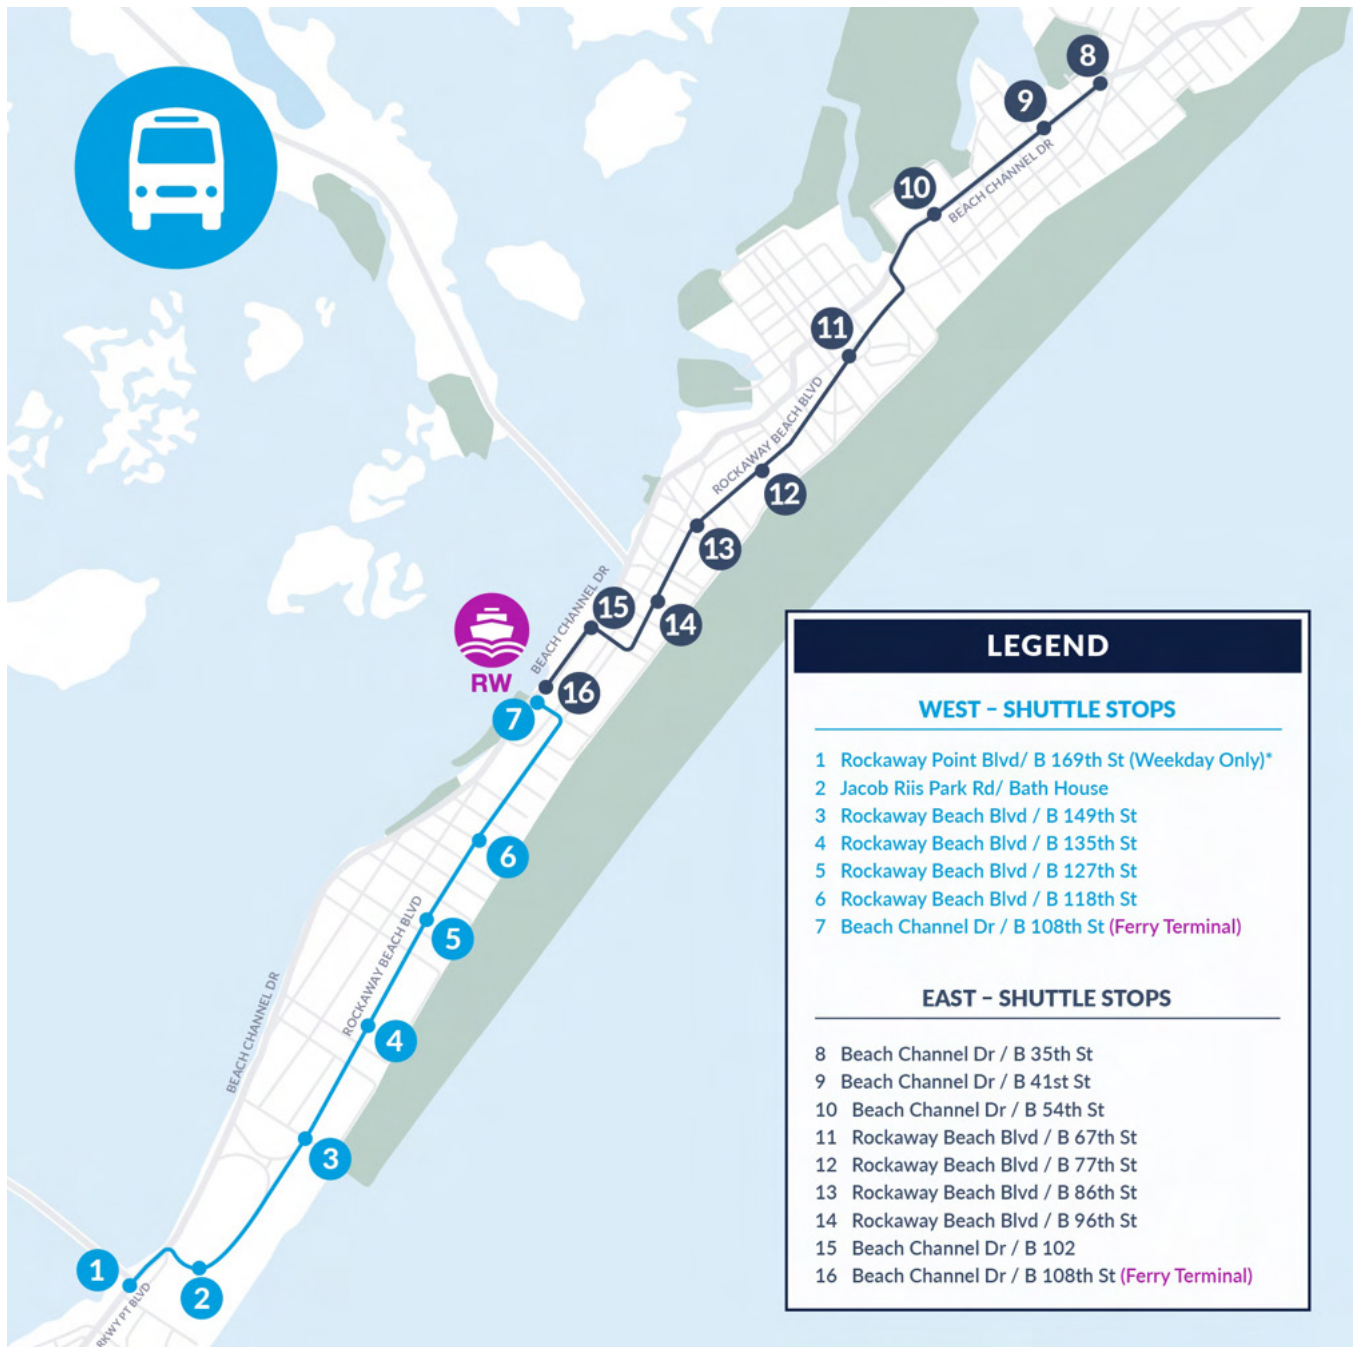 8
9
BEACH CHANNEL DR
10
11
ROCKAWAY BEACH BLVD
12
13
BEACH CHANNEL DR
15
14
RW
16
7
6
ROCKAWAY BEACH BLVD
5
BEACH CHANNEL DR
4
3
1
2
RKWY PT BLVD
LEGEND
WEST – SHUTTLE STOPS
1 Rockaway Point Blvd/ B 169th St (Weekday Only)*
2 Jacob Riis Park Rd/ Bath House
3 Rockaway Beach Blvd / B 149th St
4 Rockaway Beach Blvd / B 135th St
5 Rockaway Beach Blvd / B 127th St
6 Rockaway Beach Blvd / B 118th St
7 Beach Channel Dr / B 108th St (Ferry Terminal)
EAST – SHUTTLE STOPS
8 Beach Channel Dr / B 35th St
9 Beach Channel Dr / B 41st St
10 Beach Channel Dr / B 54th St
11 Rockaway Beach Blvd / B 67th St
12 Rockaway Beach Blvd / B 77th St
13 Rockaway Beach Blvd / B 86th St
14 Rockaway Beach Blvd / B 96th St
15 Beach Channel Dr / B 102
16 Beach Channel Dr / B 108th St (Ferry Terminal)